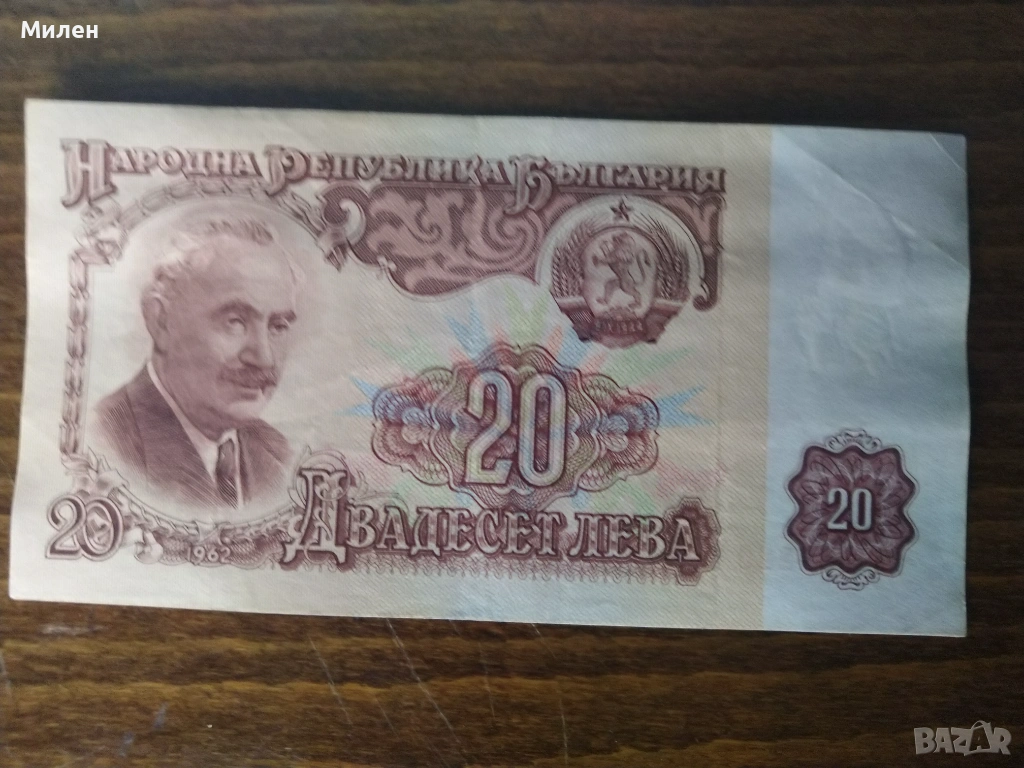 Милен
Народна Република България
20
20
20
1962
Двадесет лева
BAZAR